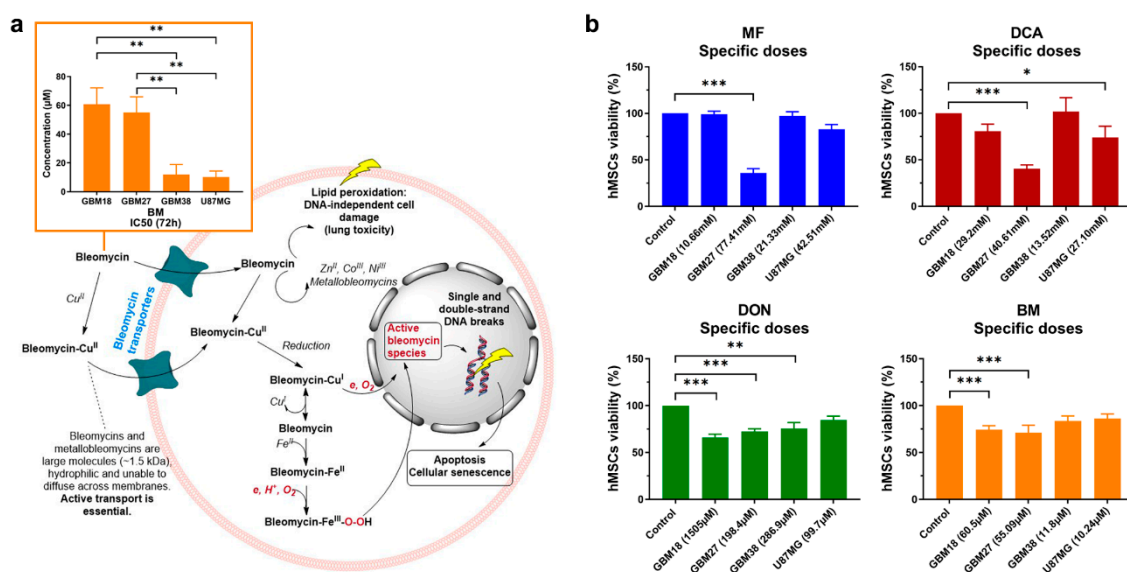 a
**
**
**
**
Concentration (µM)
80
60
40
20
0
GBM18 GBM27 GBM38 U87MG
BM
IC50 (72h)
Lipid peroxidation:
DNA-independent cell
damage
(lung toxicity)
Bleomycin
Bleomycin
Zn^II, Co^III, Ni^III
Metallobleomycins
Cu^II
Bleomycin
transporters
Bleomycin-Cu^II
Bleomycin-Cu^II
Single and
double-strand
DNA breaks
Active
bleomycin
species
Reduction
Bleomycin-Cu^I
e, O₂
Cu^I
Bleomycin
Fe^II
Bleomycin-Fe^II
e, H⁺, O₂
Bleomycin-Fe^III-O-OH
Apoptosis
Cellular senescence
Bleomycins and
metallobleomycins are
large molecules (~1.5 kDa),
hydrophilic and unable to
diffuse across membranes.
Active transport is
essential.
b
MF
Specific doses
hMSCs viability (%)
150
100
50
0
***
Control
GBM18 (10.66mM)
GBM27 (77.41mM)
GBM38 (21.33mM)
U87MG (42.51mM)
DCA
Specific doses
hMSCs viability (%)
150
100
50
0
*
***
Control
GBM18 (29.2mM)
GBM27 (40.61mM)
GBM38 (13.52mM)
U87MG (27.10mM)
DON
Specific doses
hMSCs viability (%)
150
100
75
50
0
**
***
***
Control
GBM18 (1505µM)
GBM27 (198.4µM)
GBM38 (286.9µM)
U87MG (99.7µM)
BM
Specific doses
hMSCs viability (%)
150
100
75
50
0
***
***
Control
GBM18 (60.5µM)
GBM27 (55.09µM)
GBM38 (11.8µM)
U87MG (10.24µM)